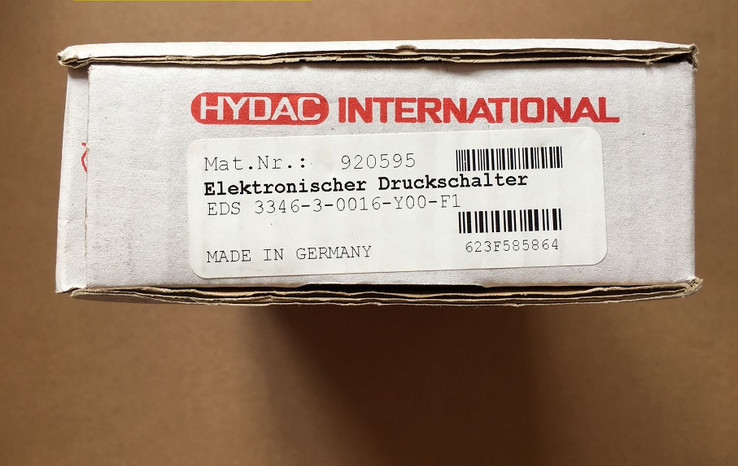 HYDAC INTERNATIONAL
Mat.Nr.: 920595
Elektronischer Druckschalter
EDS 3346-3-0016-Y00-F1
MADE IN GERMANY
623F585864